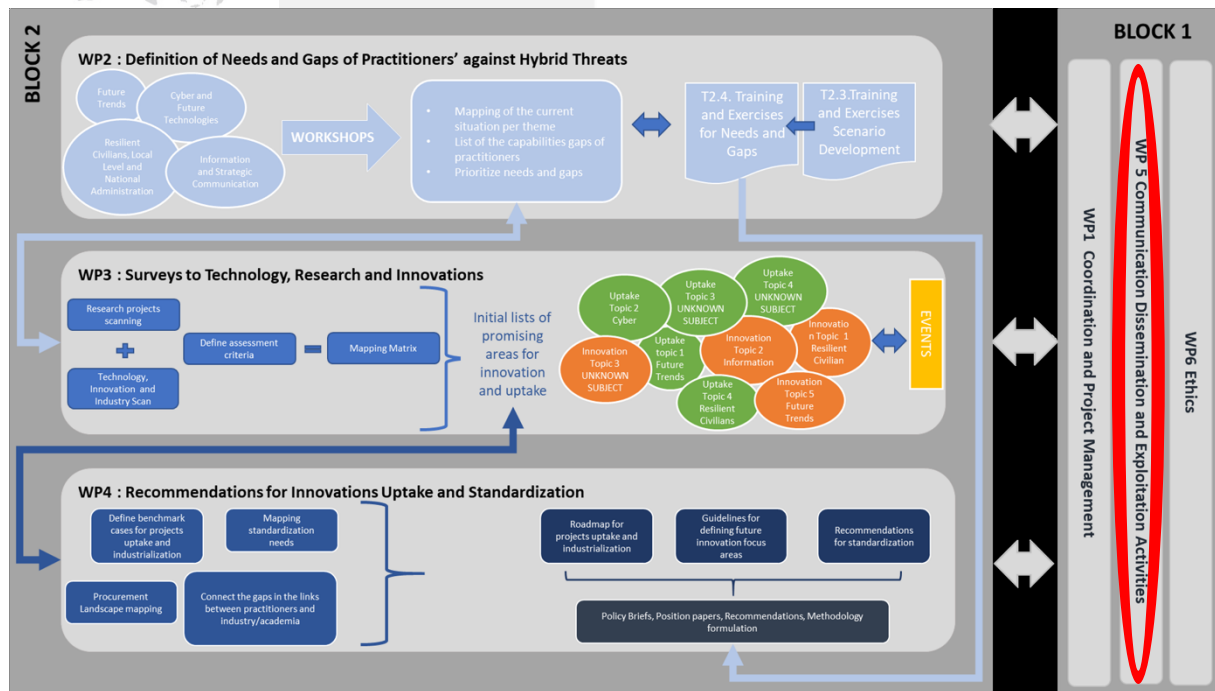 BLOCK 2
WP2 : Definition of Needs and Gaps of Practitioners’ against Hybrid Threats
Future
Trends
Cyber and
Future
Technologies
Resilient
Civilians, Local
Level and
National
Administration
Information
and Strategic
Communication
WORKSHOPS
• Mapping of the current
situation per theme
• List of the capabilities gaps of
practitioners
• Prioritize needs and gaps
T2.4. Training
and Exercises
for Needs and
Gaps
T2.3.Training
and Exercises
Scenario
Development
WP3 : Surveys to Technology, Research and Innovations
Research projects
scanning
Technology,
Innovation and
Industry Scan
Define assessment
criteria
Mapping Matrix
Initial lists of
promising
areas for
innovation
and uptake
Uptake
Topic 2
Cyber
Uptake
Topic 3
UNKNOWN
SUBJECT
Uptake
Topic 4
UNKNOWN
SUBJECT
Innovation
Topic 3
UNKNOWN
SUBJECT
Uptake
topic 1
Future
Trends
Innovation
Topic 2
Information
Innovatio
n Topic 1
Resilient
Civilian
Uptake
Topic 4
Resilient
Civilians
Innovation
Topic 5
Future
Trends
EVENTS
WP4 : Recommendations for Innovations Uptake and Standardization
Define benchmark
cases for projects
uptake and
industrialization
Mapping
standardization
needs
Procurement
Landscape mapping
Connect the gaps in the links
between practitioners and
industry/academia
Roadmap for
projects uptake and
industrialization
Guidelines for
defining future
innovation focus
areas
Recommendations
for standardization
Policy Briefs, Position papers, Recommendations, Methodology
formulation
BLOCK 1
WP1 Coordination and Project Management
WP 5 Communication Dissemination and Exploitation Activities
WP6 Ethics